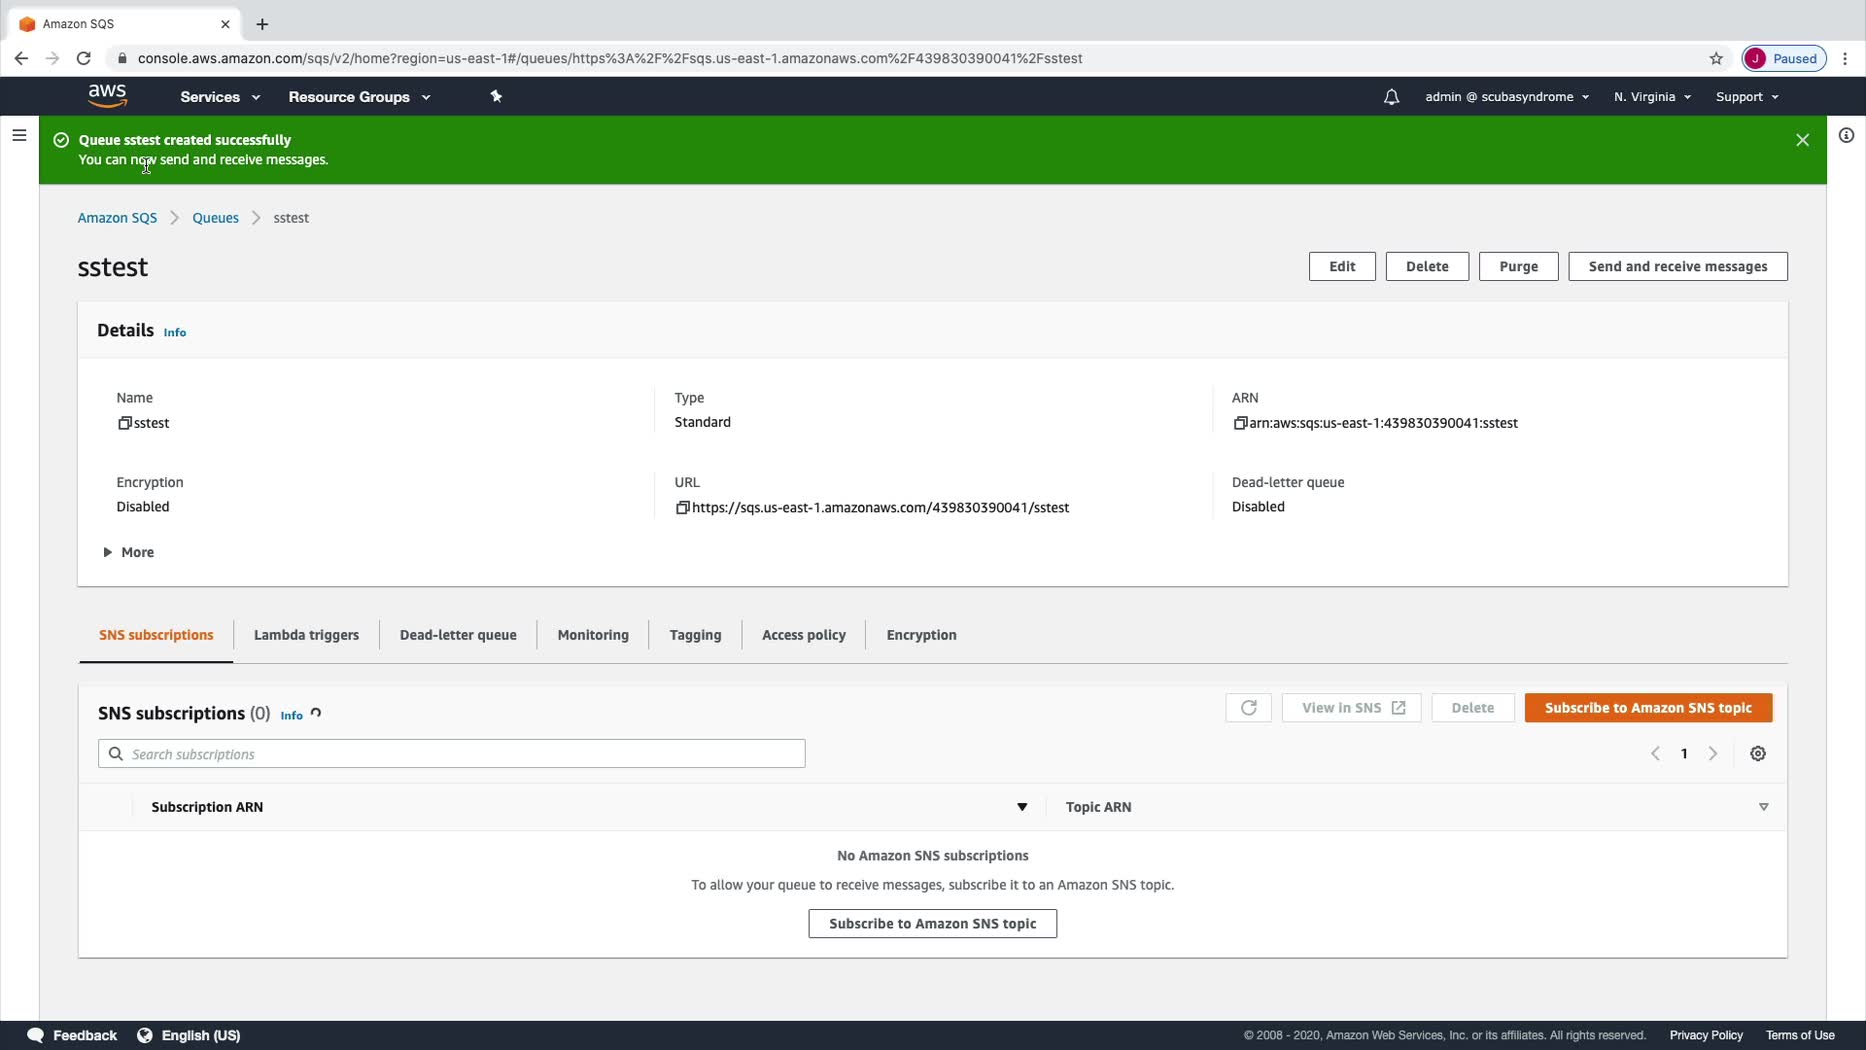 Amazon SQS
console.aws.amazon.com/sqs/v2/home?region=us-east-1#/queues/https%3A%2F%2Fsqs.us-east-1.amazonaws.com%2F439830390041%2Fsstest
J Paused
aws Services Resource Groups admin @ scubasyndrome N. Virginia Support
Queue sstest created successfully
You can now send and receive messages.
Amazon SQS Queues sstest
sstest
Edit Delete Purge Send and receive messages
Details Info
Name Type ARN
sstest Standard arn:aws:sqs:us-east-1:439830390041:sstest
Encryption URL Dead-letter queue
Disabled https://sqs.us-east-1.amazonaws.com/439830390041/sstest Disabled
More
SNS subscriptions Lambda triggers Dead-letter queue Monitoring Tagging Access policy Encryption
SNS subscriptions (0) Info View in SNS Delete Subscribe to Amazon SNS topic
Search subscriptions 1
Subscription ARN Topic ARN
No Amazon SNS subscriptions
To allow your queue to receive messages, subscribe it to an Amazon SNS topic.
Subscribe to Amazon SNS topic
Feedback English (US) © 2008 - 2020, Amazon Web Services, Inc. or its affiliates. All rights reserved. Privacy Policy Terms of Use